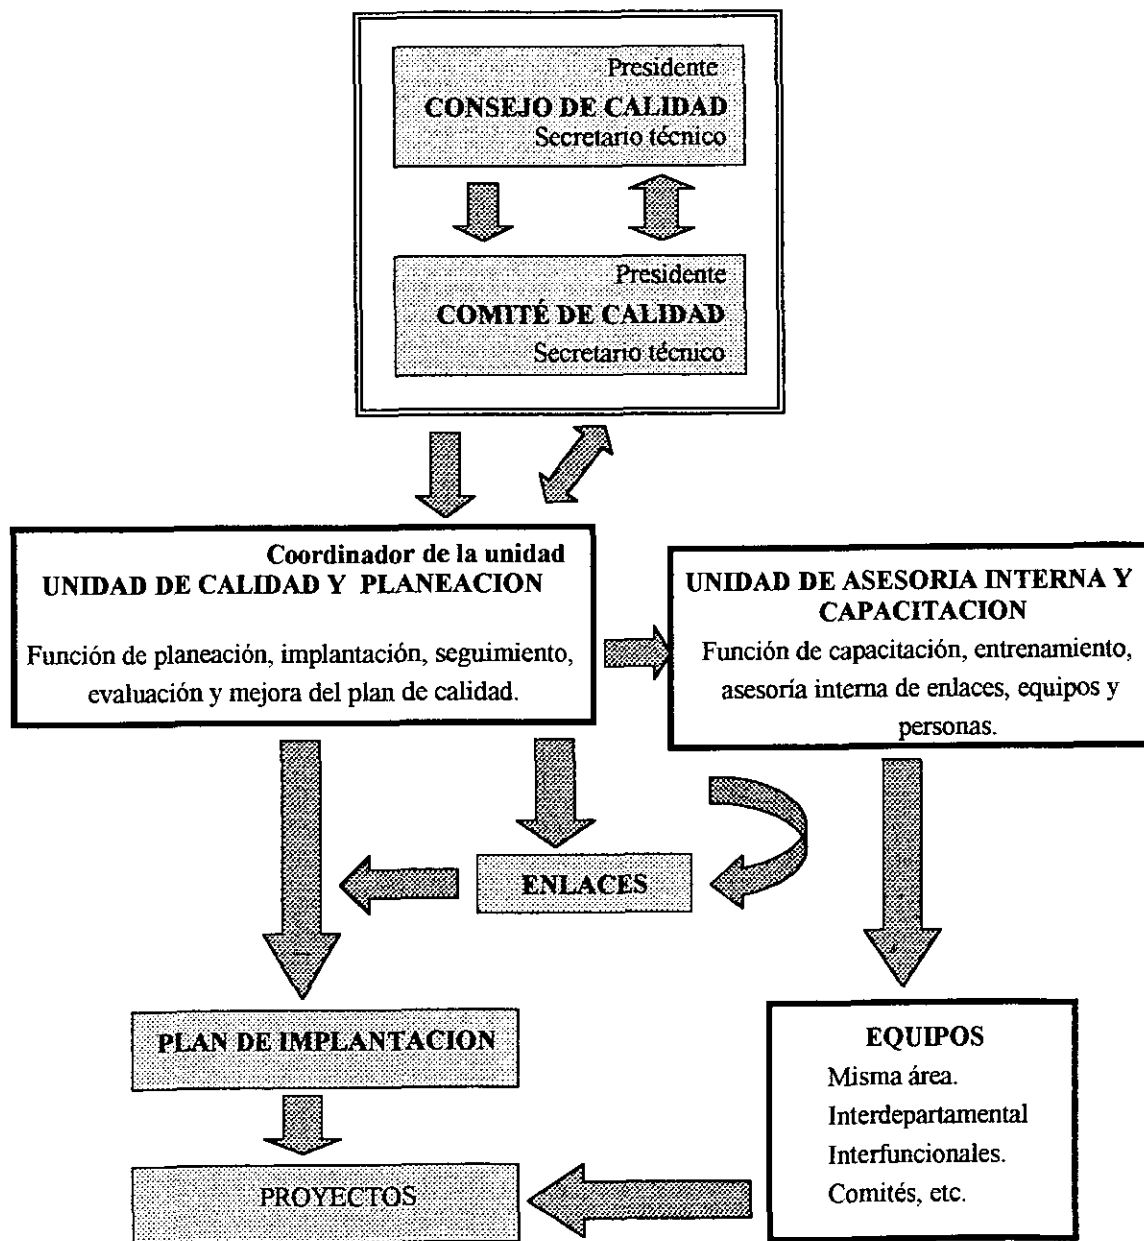 Presidente
CONSEJO DE CALIDAD
Secretario técnico
Presidente
COMITÉ DE CALIDAD
Secretario técnico
Coordinador de la unidad
UNIDAD DE CALIDAD Y PLANEACION
Función de planeación, implantación, seguimiento,
evaluación y mejora del plan de calidad.
UNIDAD DE ASESORIA INTERNA Y
CAPACITACION
Función de capacitación, entrenamiento,
asesoría interna de enlaces, equipos y
personas.
ENLACES
PLAN DE IMPLANTACION
PROYECTOS
EQUIPOS
Misma área.
Interdepartamental
Interfuncionales.
Comités, etc.